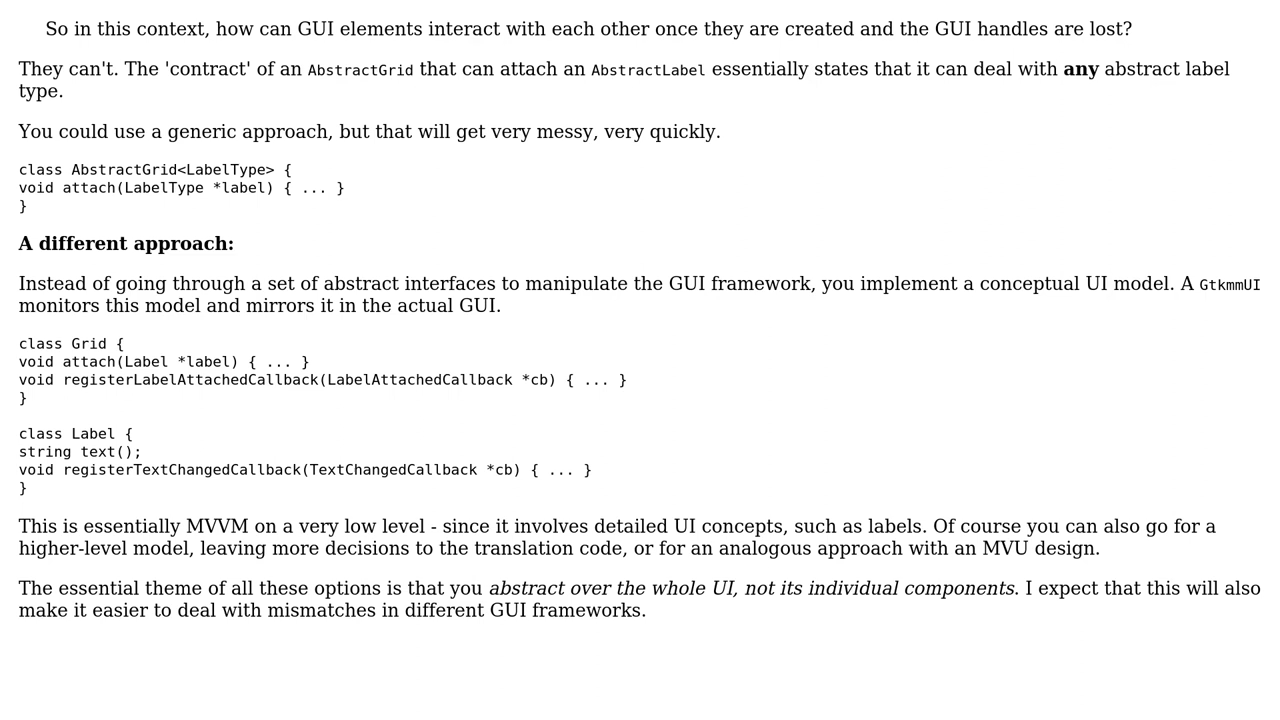 So in this context, how can GUI elements interact with each other once they are created and the GUI handles are lost?
They can't. The 'contract' of an AbstractGrid that can attach an AbstractLabel essentially states that it can deal with any abstract label
type.
You could use a generic approach, but that will get very messy, very quickly.
class AbstractGrid<LabelType> {
void attach(LabelType *label) { ... }
}
A different approach:
Instead of going through a set of abstract interfaces to manipulate the GUI framework, you implement a conceptual UI model. A GtkmmUI
monitors this model and mirrors it in the actual GUI.
class Grid {
void attach(Label *label) { ... }
void registerLabelAttachedCallback(LabelAttachedCallback *cb) { ... }
}
class Label {
string text();
void registerTextChangedCallback(TextChangedCallback *cb) { ... }
}
This is essentially MVVM on a very low level - since it involves detailed UI concepts, such as labels. Of course you can also go for a
higher-level model, leaving more decisions to the translation code, or for an analogous approach with an MVU design.
The essential theme of all these options is that you abstract over the whole UI, not its individual components. I expect that this will also
make it easier to deal with mismatches in different GUI frameworks.